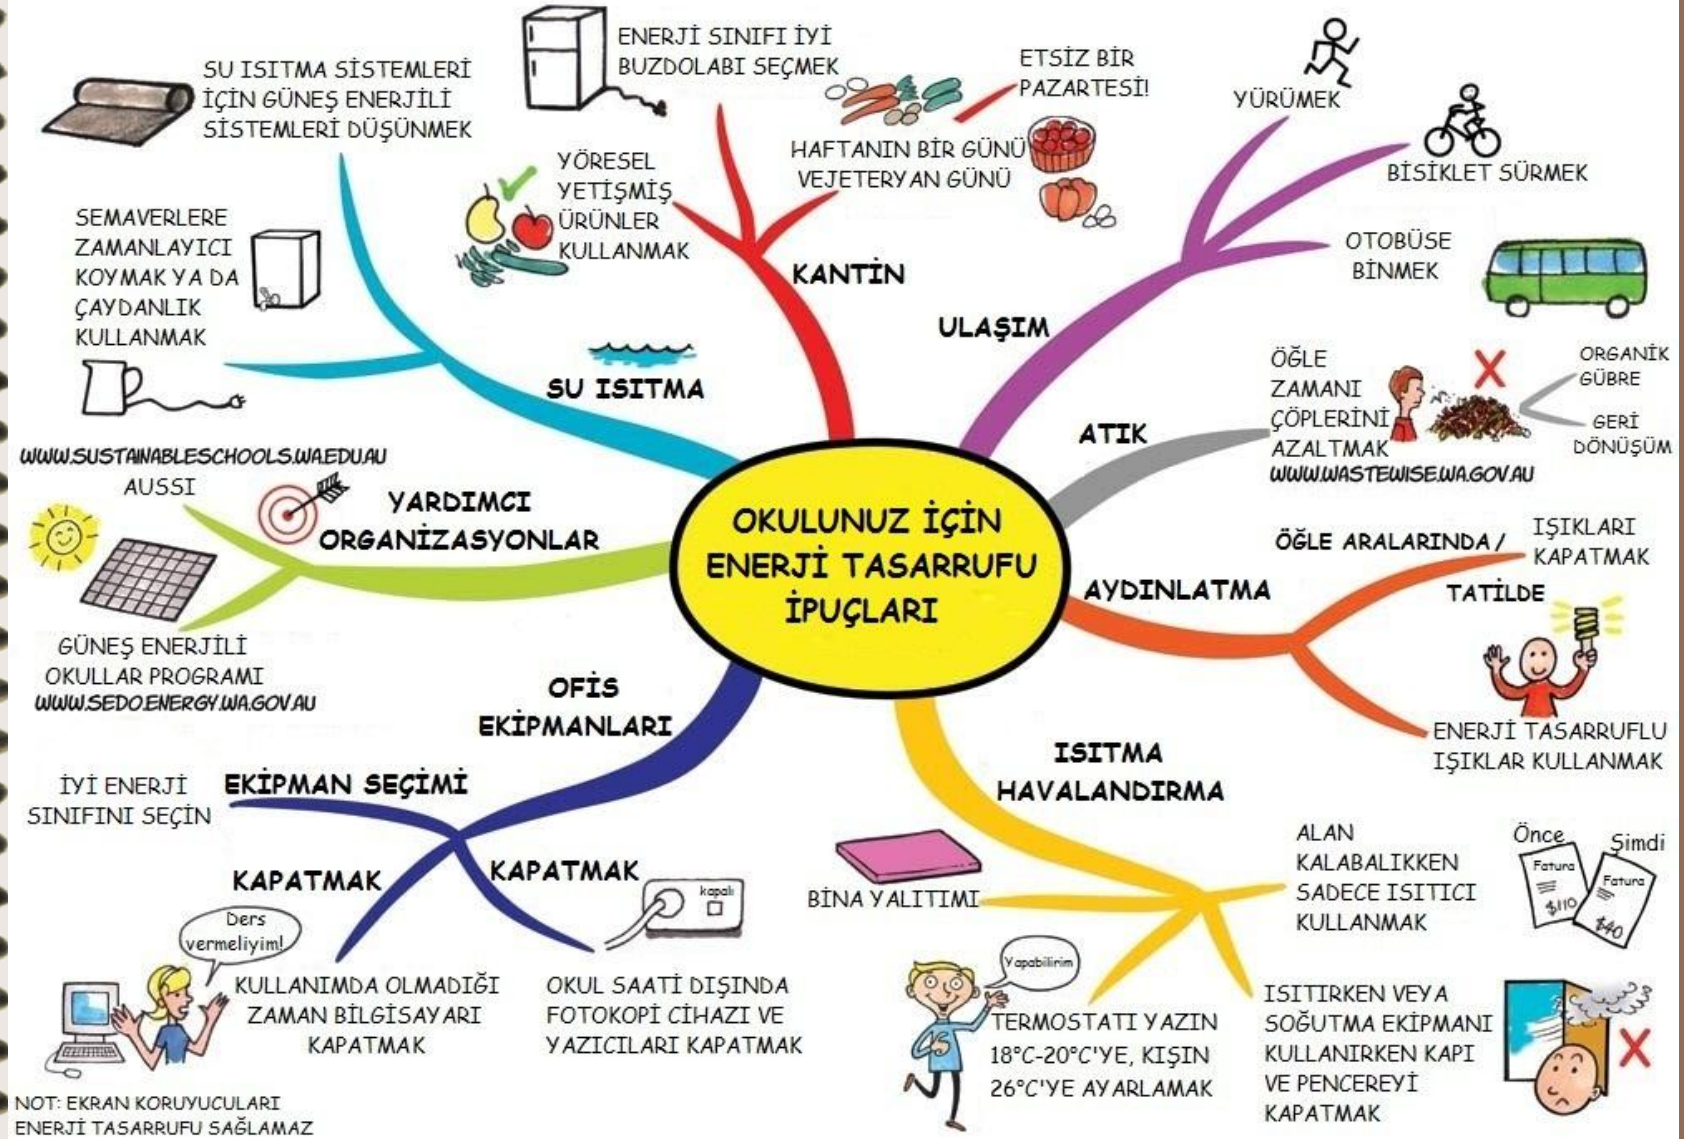 SU ISITMA SİSTEMLERİ
İÇİN GÜNEŞ ENERJİLİ
SİSTEMLERİ DÜŞÜNMEK
SEMAVERLERE
ZAMANLAYICI
KOYMAK YA DA
ÇAYDANLIK
KULLANMAK
SU ISITMA
ENERJİ SINIFI İYİ
BUZDOLABI SEÇMEK
YÖRESEL
YETİŞMİŞ
ÜRÜNLER
KULLANMAK
ETSİZ BİR
PAZARTESİ!
HAFTANIN BİR GÜNÜ
VEJETERYAN GÜNÜ
KANTİN
YÜRÜMEK
BİSİKLET SÜRMEK
OTOBÜSE
BİNMEK
ULAŞIM
ATIK
ÖĞLE
ZAMANI
ÇÖPLERİNİ
AZALTMAK
WWW.WASTEWISE.WA.GOV.AU
ORGANİK
GÜBRE
GERİ
DÖNÜŞÜM
WWW.SUSTAINABLESCHOOLS.WA.EDU.AU
AUSSI
YARDIMCI
ORGANİZASYONLAR
GÜNEŞ ENERJİLİ
OKULLAR PROGRAMI
WWW.SEDO.ENERGY.WA.GOV.AU
OKULUNUZ İÇİN
ENERJİ TASARRUFU
İPUÇLARI
AYDINLATMA
ÖĞLE ARALARINDA /
TATİLDE
IŞIKLARI
KAPATMAK
ENERJİ TASARRUFLU
IŞIKLAR KULLANMAK
OFİS
EKİPMANLARI
EKİPMAN SEÇİMİ
İYİ ENERJİ
SINIFINI SEÇİN
KAPATMAK
KAPATMAK
kapalı
Ders
vermeliyim!
KULLANIMDA OLMADIĞI
ZAMAN BİLGİSAYARI
KAPATMAK
OKUL SAATİ DIŞINDA
FOTOKOPİ CİHAZI VE
YAZICILARI KAPATMAK
NOT: EKRAN KORUYUCULARI
ENERJİ TASARRUFU SAĞLAMAZ
ISITMA
HAVALANDIRMA
BİNA YALITIMI
Yapabilirim
TERMOSTATI YAZIN
18°C-20°C'YE, KIŞIN
26°C'YE AYARLAMAK
ALAN
KALABALIKKEN
SADECE ISITICI
KULLANMAK
Önce
Şimdi
Fatura
$110
Fatura
$40
ISITIRKEN VEYA
SOĞUTMA EKİPMANI
KULLANIRKEN KAPI
VE PENCEREYİ
KAPATMAK